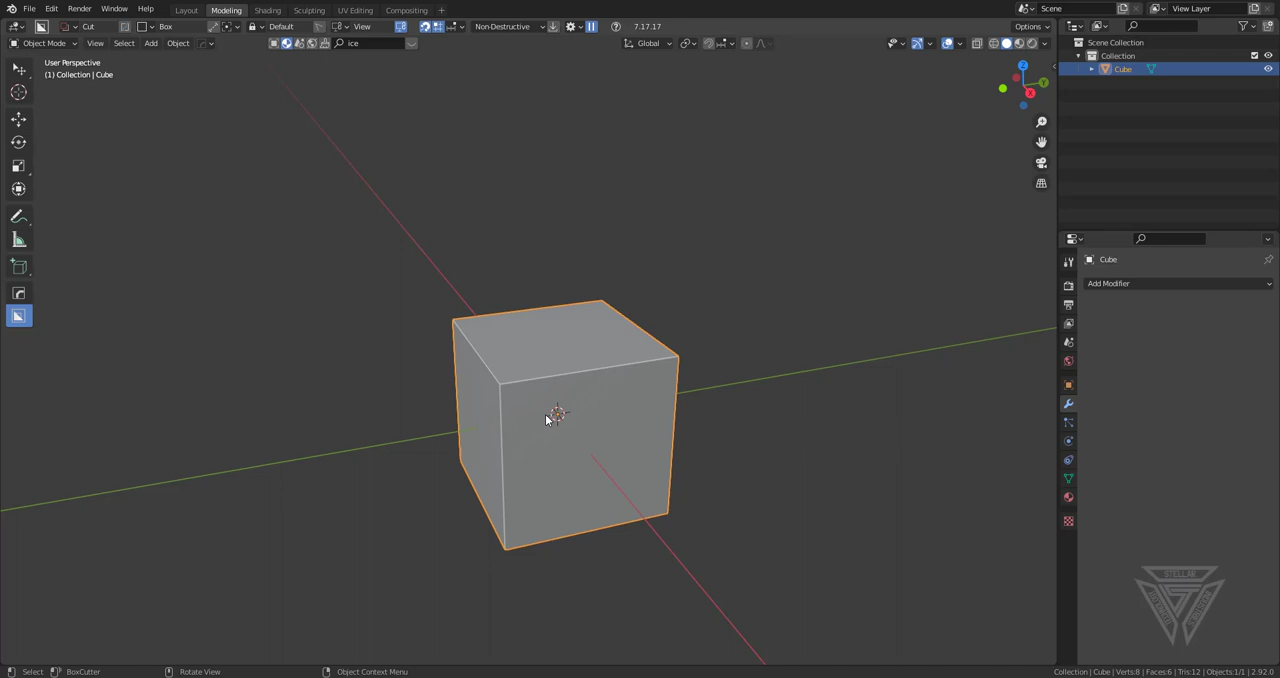 File Edit Render Window Help Layout Modeling Shading Sculpting UV Editing Compositing Scene View Layer
Cut Box Default View Non-Destructive 7.17.17 Options
Object Mode View Select Add Object ice Global
User Perspective
(1) Collection | Cube
Z
Y
X
Scene Collection
Collection
Cube
Cube
Add Modifier
STELLAR
Select BoxCutter Rotate View Object Context Menu Collection | Cube | Verts:8 | Faces:6 | Tris:12 | Objects:1/1 | 2.92.0